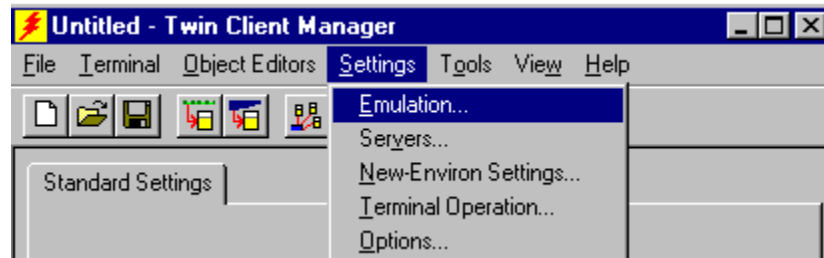 Untitled - Twin Client Manager
File Terminal Object Editors Settings Tools View Help
Emulation...
Servers...
Standard Settings
New-Environ Settings...
Terminal Operation...
Options...